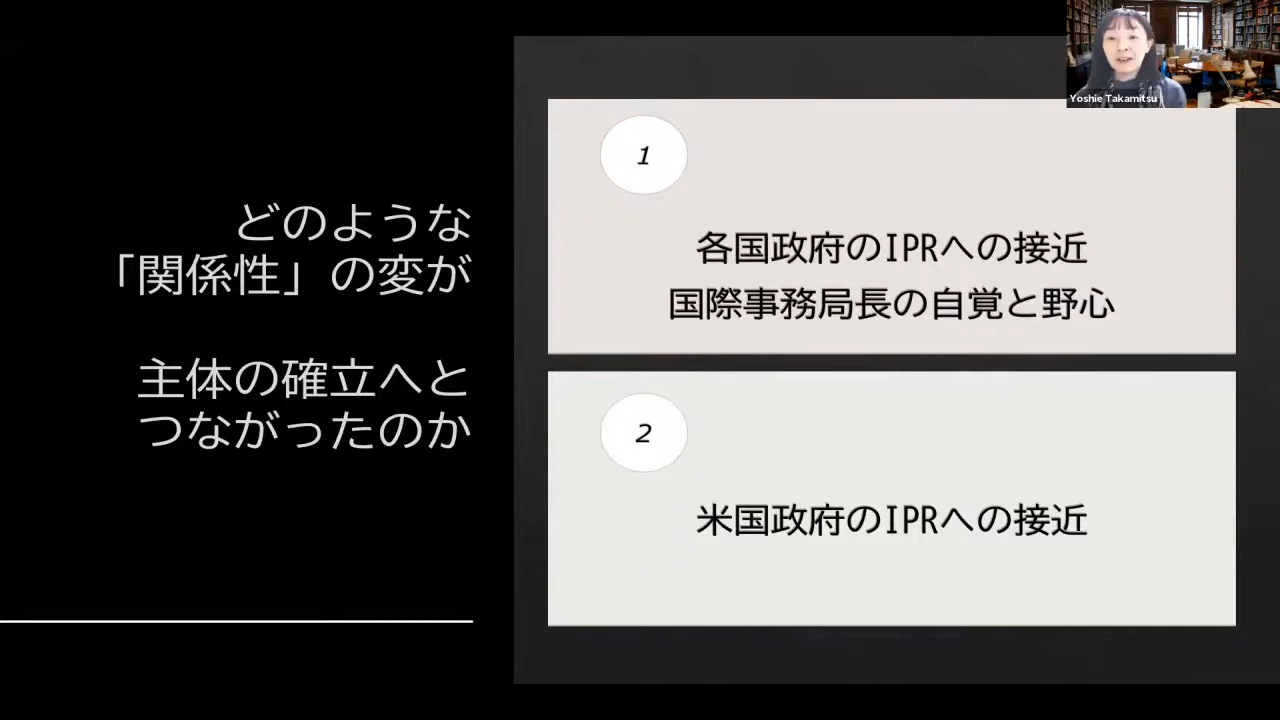 どのような
「関係性」の変が
主体の確立へと
つながったのか
1
各国政府のIPRへの接近
国際事務局長の自覚と野心
2
米国政府のIPRへの接近
Yoshie Takamitsu